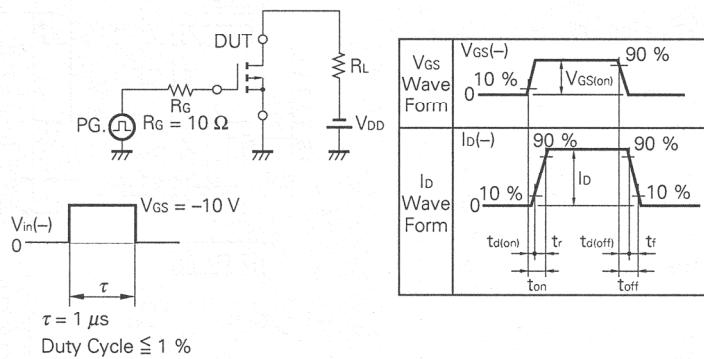 DUT
RL
RG
PG.
RG = 10 Ω
VDD
Vin(−)
0
VGS = −10 V
τ
τ = 1 μs
Duty Cycle ≦ 1 %
VGS
Wave
Form
VGS(−)
10 %
0
VGS(on)
90 %
ID
Wave
Form
ID(−)
90 %
90 %
10 %
0
ID
10 %
td(on) tr td(off) tf
ton toff